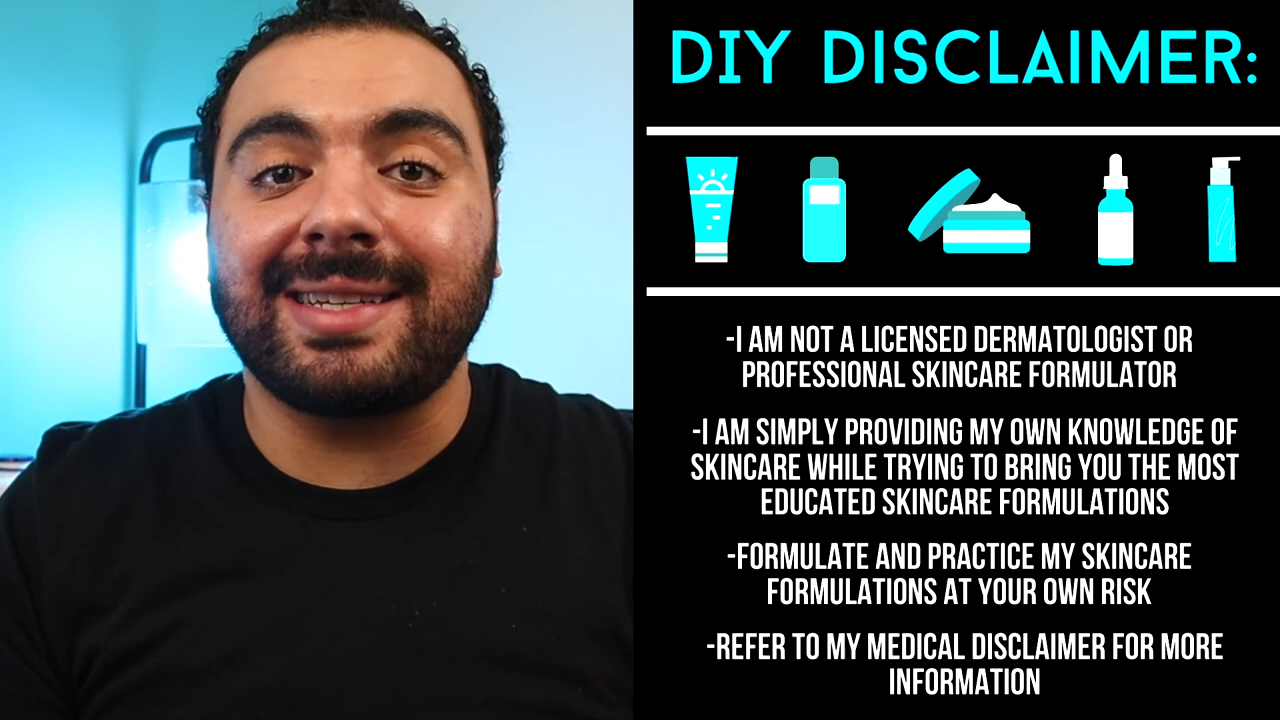 DIY DISCLAIMER:
-I AM NOT A LICENSED DERMATOLOGIST OR
PROFESSIONAL SKINCARE FORMULATOR
-I AM SIMPLY PROVIDING MY OWN KNOWLEDGE OF
SKINCARE WHILE TRYING TO BRING YOU THE MOST
EDUCATED SKINCARE FORMULATIONS
-FORMULATE AND PRACTICE MY SKINCARE
FORMULATIONS AT YOUR OWN RISK
-REFER TO MY MEDICAL DISCLAIMER FOR MORE
INFORMATION